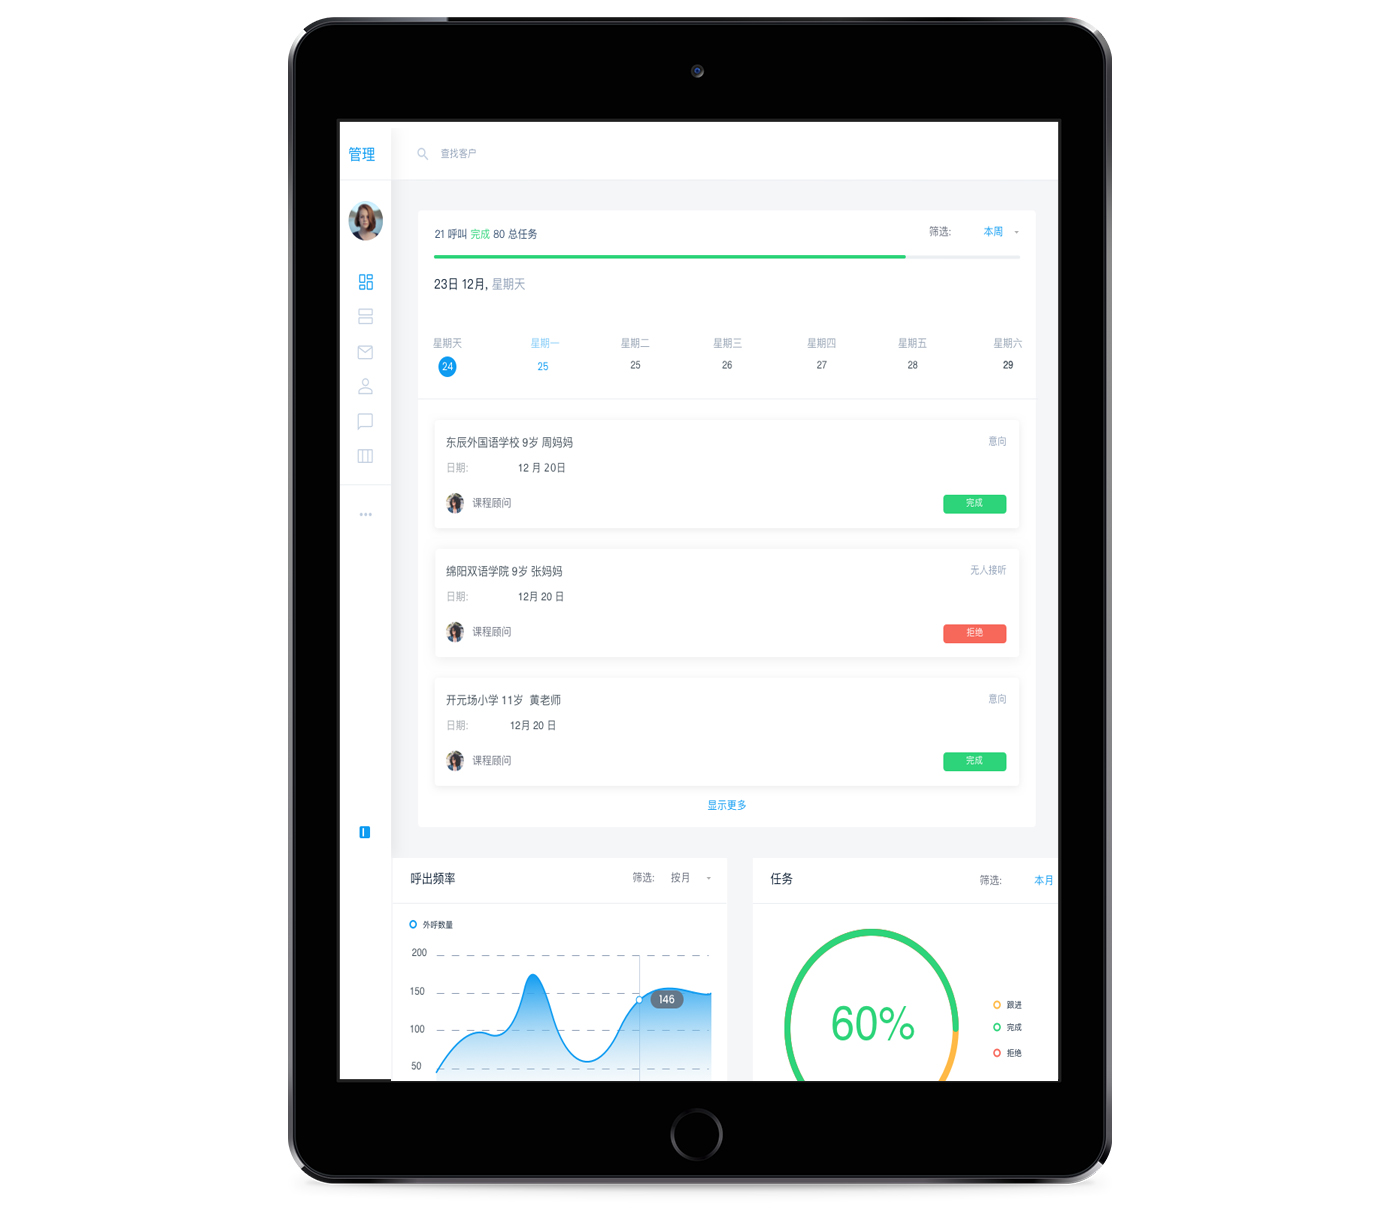 管理
查找客户
21 呼叫 完成 80 总任务
筛选: 本周
23日 12月, 星期天
星期天 星期一 星期二 星期三 星期四 星期五 星期六
24 25 25 26 27 28 29
东辰外国语学校 9岁 周妈妈 意向
日期: 12 月 20日
课程顾问 完成
绵阳双语学院 9岁 张妈妈 无人接听
日期: 12月 20 日
课程顾问 拒绝
开元场小学 11岁 黄老师 意向
日期: 12月 20 日
课程顾问 完成
显示更多
呼出频率 筛选: 按月
外呼数量
200
150
146
100
50
任务 筛选: 本月
60%
跟进
完成
拒绝